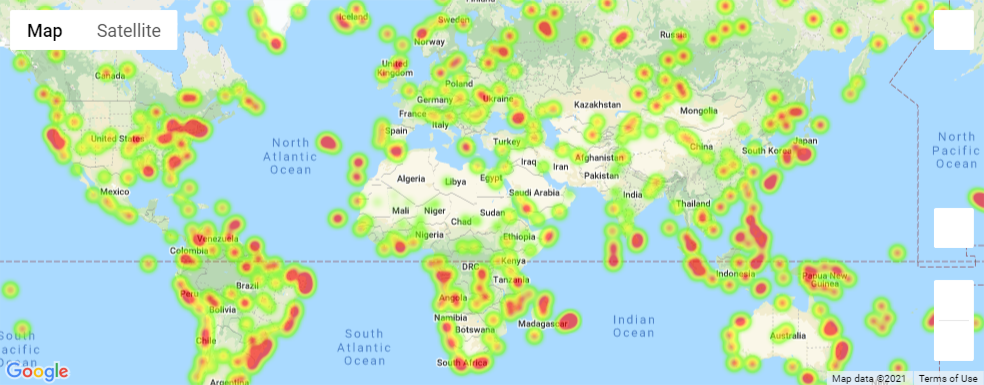 Map Satellite
Iceland
Sweden
Finland
Norway
Russia
Canada
United
Kingdom
Poland
Germany
Ukraine
Kazakhstan
Mongolia
France
Italy
United States
Spain
Turkey
China
South Korea
Japan
North
Atlantic
Ocean
North
Pacific
Ocean
Iraq
Iran
Afghanistan
Pakistan
Algeria
Libya
Egypt
Saudi Arabia
India
Mexico
Mali
Niger
Chad
Sudan
Thailand
Nigeria
Ethiopia
Venezuela
Colombia
DRC
Kenya
Tanzania
Indonesia
Papua New
Guinea
Brazil
Peru
Bolivia
Angola
Namibia
Botswana
Madagascar
Indian
Ocean
South
Atlantic
Ocean
South
Pacific
Ocean
Chile
Australia
South Africa
Argentina
Google
Map data ©2021
Terms of Use